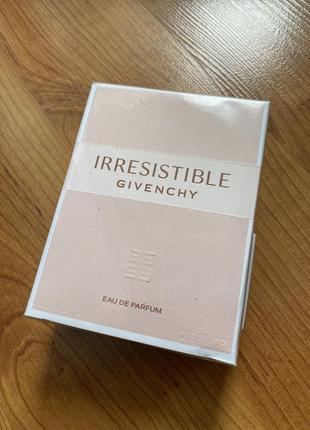 IRRESISTIBLE
GIVENCHY
EAU DE PARFUM